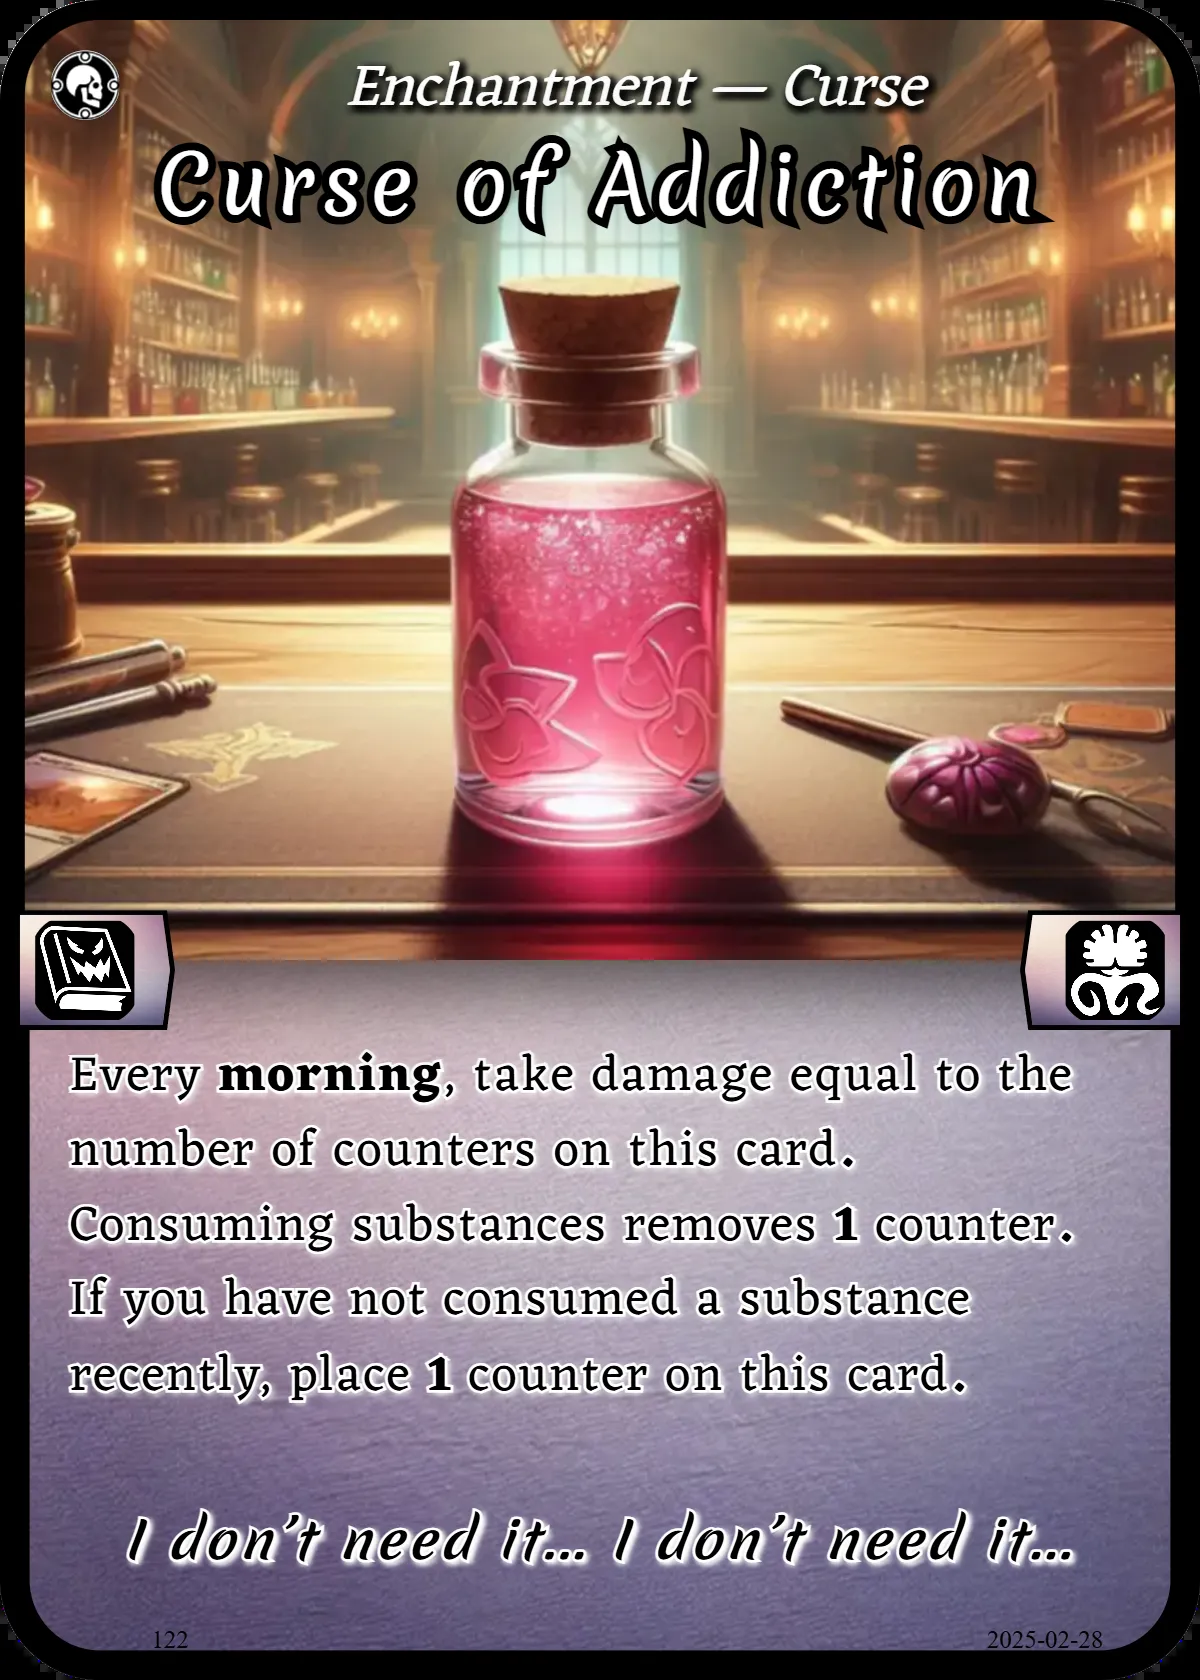 Enchantment — Curse
Curse of Addiction
Every morning, take damage equal to the
number of counters on this card.
Consuming substances removes 1 counter.
If you have not consumed a substance
recently, place 1 counter on this card.
I don't need it... I don't need it...
122
2025-02-28